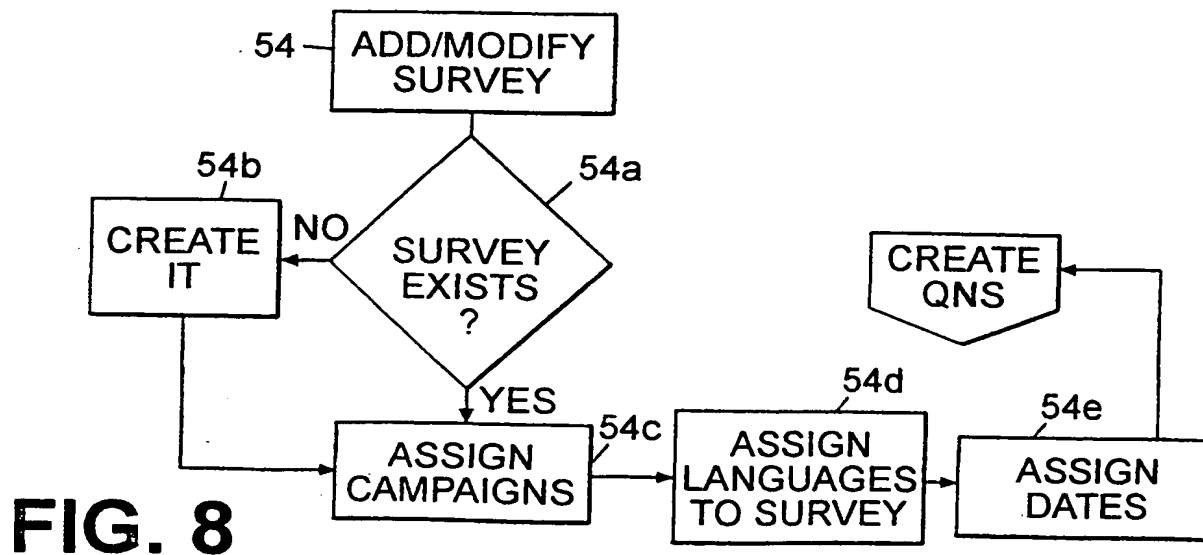 54
ADD/MODIFY
SURVEY
54a
54b
NO
CREATE
IT
SURVEY
EXISTS
?
CREATE
QNS
YES
54c
ASSIGN
CAMPAIGNS
54d
ASSIGN
LANGUAGES
TO SURVEY
54e
ASSIGN
DATES
FIG. 8